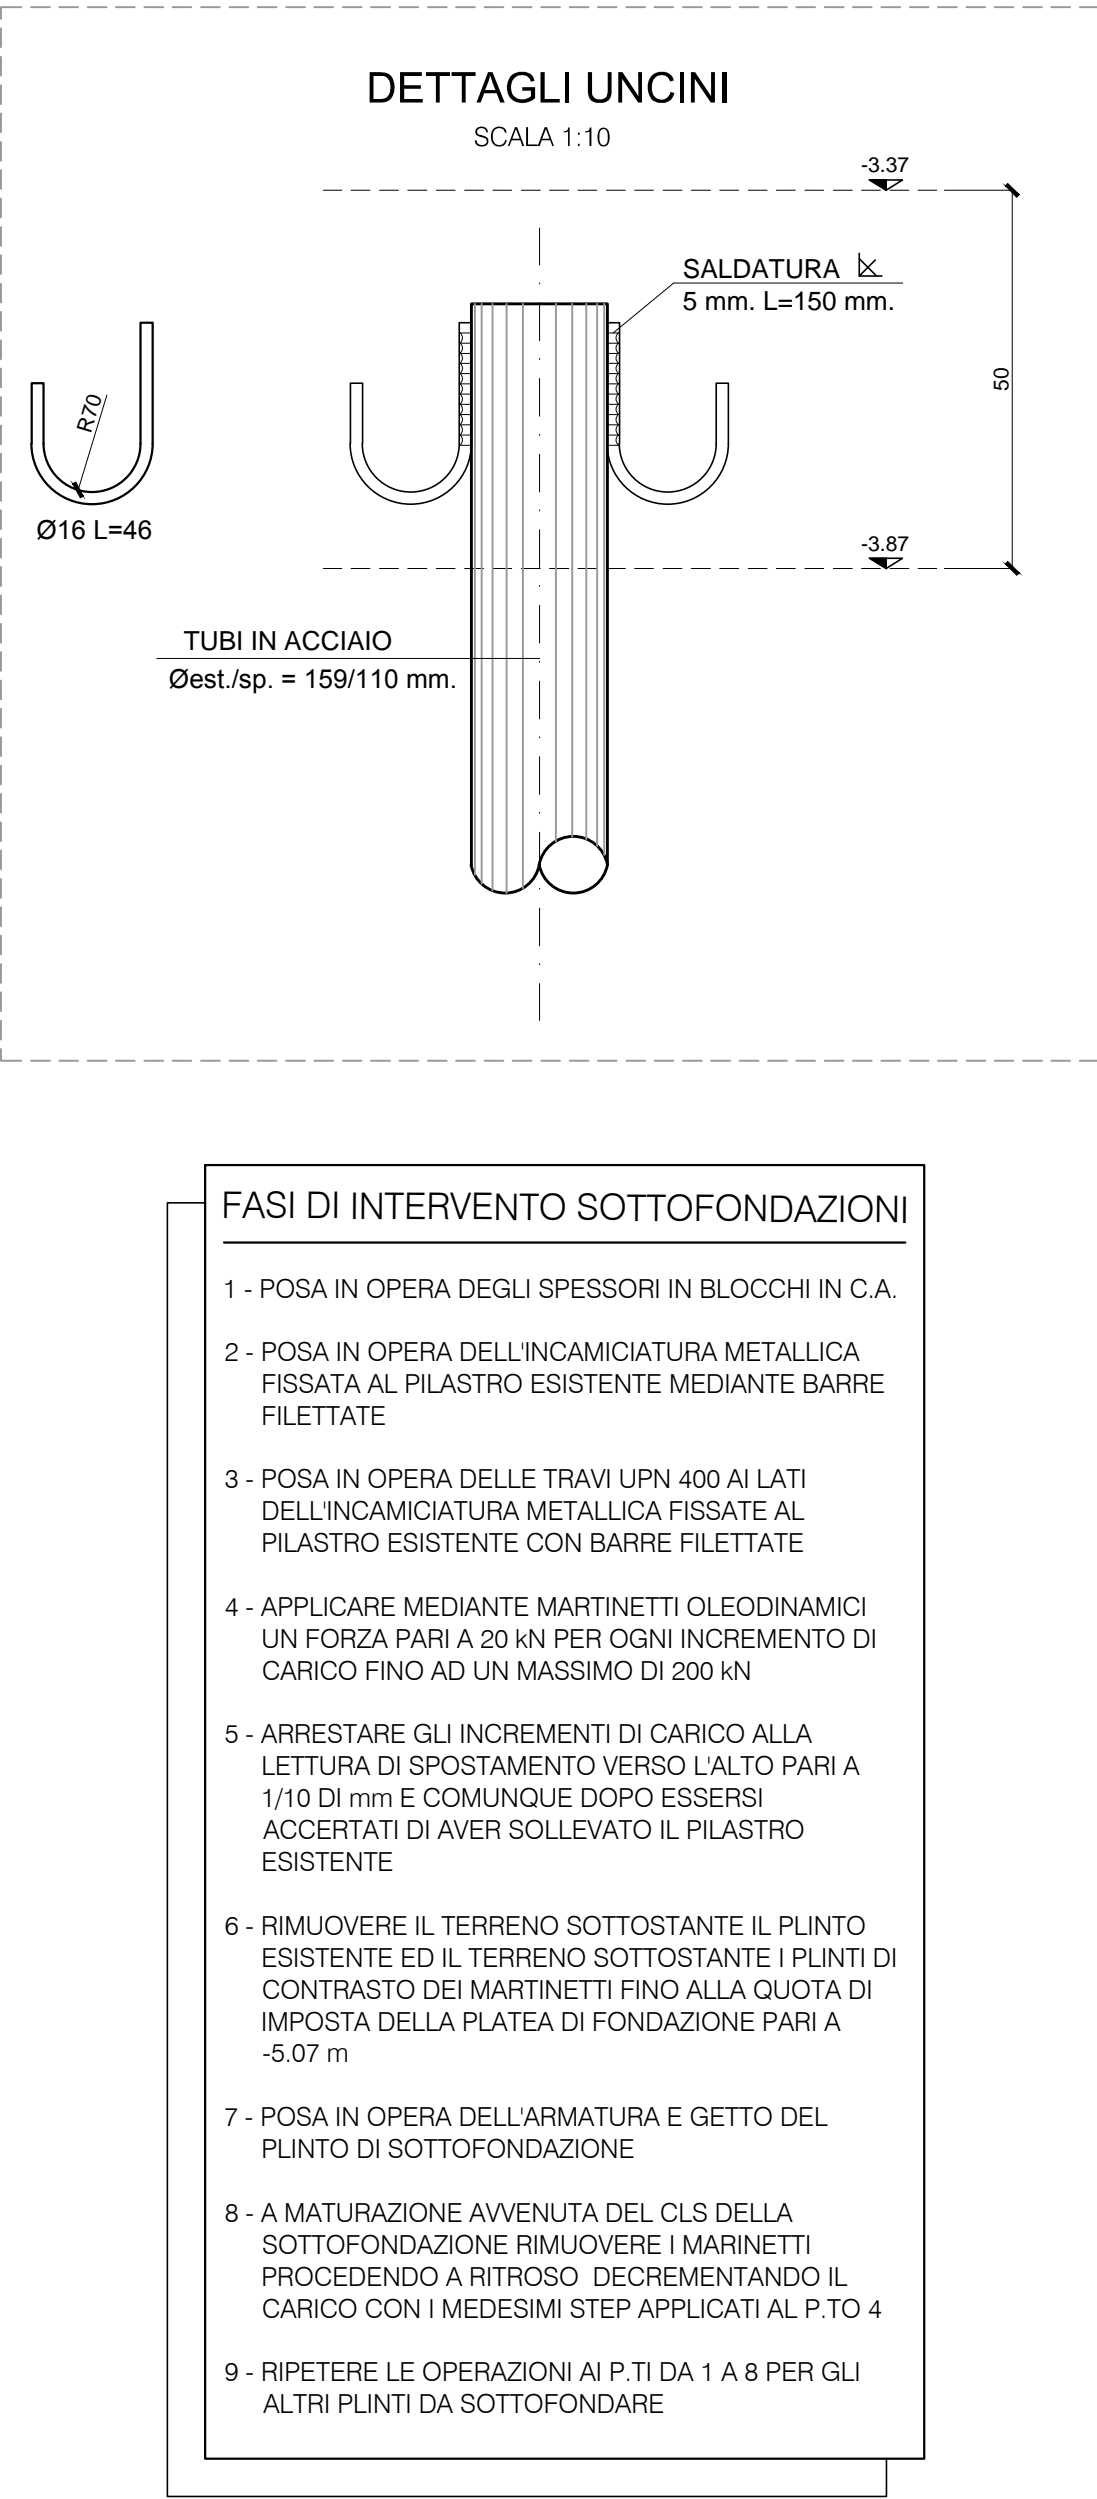 DETTAGLI UNCINI
SCALA 1:10
-3.37
SALDATURA
5 mm. L=150 mm.
50
R70
Ø16 L=46
-3.87
TUBI IN ACCIAIO
Øest./sp. = 159/110 mm.
FASI DI INTERVENTO SOTTOFONDAZIONI
1 - POSA IN OPERA DEGLI SPESSORI IN BLOCCHI IN C.A.
2 - POSA IN OPERA DELL'INCAMICIATURA METALLICA
FISSATA AL PILASTRO ESISTENTE MEDIANTE BARRE
FILETTATE
3 - POSA IN OPERA DELLE TRAVI UPN 400 AI LATI
DELL'INCAMICIATURA METALLICA FISSATE AL
PILASTRO ESISTENTE CON BARRE FILETTATE
4 - APPLICARE MEDIANTE MARTINETTI OLEODINAMICI
UN FORZA PARI A 20 kN PER OGNI INCREMENTO DI
CARICO FINO AD UN MASSIMO DI 200 kN
5 - ARRESTARE GLI INCREMENTI DI CARICO ALLA
LETTURA DI SPOSTAMENTO VERSO L'ALTO PARI A
1/10 DI mm E COMUNQUE DOPO ESSERSI
ACCERTATI DI AVER SOLLEVATO IL PILASTRO
ESISTENTE
6 - RIMUOVERE IL TERRENO SOTTOSTANTE IL PLINTO
ESISTENTE ED IL TERRENO SOTTOSTANTE I PLINTI DI
CONTRASTO DEI MARTINETTI FINO ALLA QUOTA DI
IMPOSTA DELLA PLATEA DI FONDAZIONE PARI A
-5.07 m
7 - POSA IN OPERA DELL'ARMATURA E GETTO DEL
PLINTO DI SOTTOFONDAZIONE
8 - A MATURAZIONE AVVENUTA DEL CLS DELLA
SOTTOFONDAZIONE RIMUOVERE I MARINETTI
PROCEDENDO A RITROSO  DECREMENTANDO IL
CARICO CON I MEDESIMI STEP APPLICATI AL P.TO 4
9 - RIPETERE LE OPERAZIONI AI P.TI DA 1 A 8 PER GLI
ALTRI PLINTI DA SOTTOFONDARE